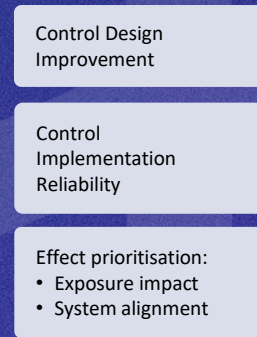 Control Design
Improvement
Control
Implementation
Reliability
Effect prioritisation:
• Exposure impact
• System alignment